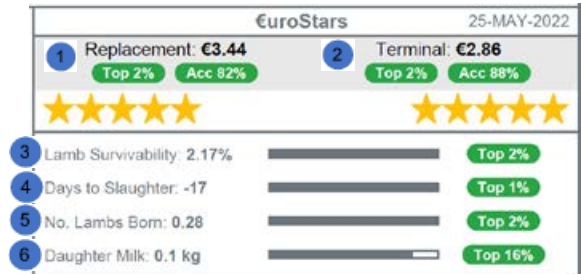 €uroStars 25-MAY-2022
1 Replacement: €3.44 2 Terminal: €2.86
Top 2% Acc 82% Top 2% Acc 88%
3 Lamb Survivability: 2.17% Top 2%
4 Days to Slaughter: -17 Top 1%
5 No. Lambs Born: 0.28 Top 2%
6 Daughter Milk: 0.1 kg Top 16%